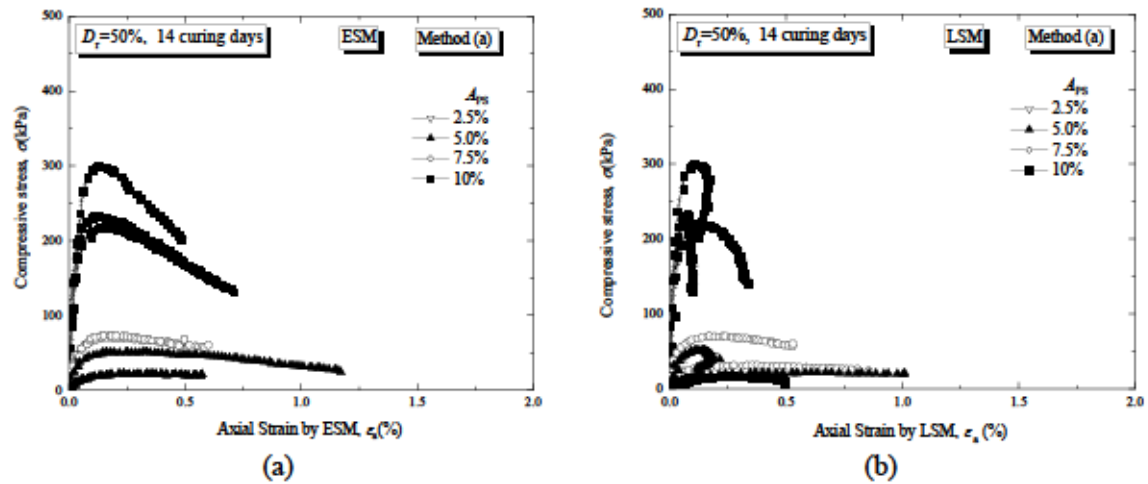 500
400
300
200
100
0
Compressive stress, σ(kPa)
Dr=50%, 14 curing days
ESM
Method (a)
APS
2.5%
5.0%
7.5%
10%
0.0 0.5 1.0 1.5 2.0
Axial Strain by ESM, εa(%)
(a)
500
400
300
200
100
0
Compressive stress, σ(kPa)
Dr=50%, 14 curing days
LSM
Method (a)
APS
2.5%
5.0%
7.5%
10%
0.0 0.5 1.0 1.5 2.0
Axial Strain by LSM, εa (%)
(b)